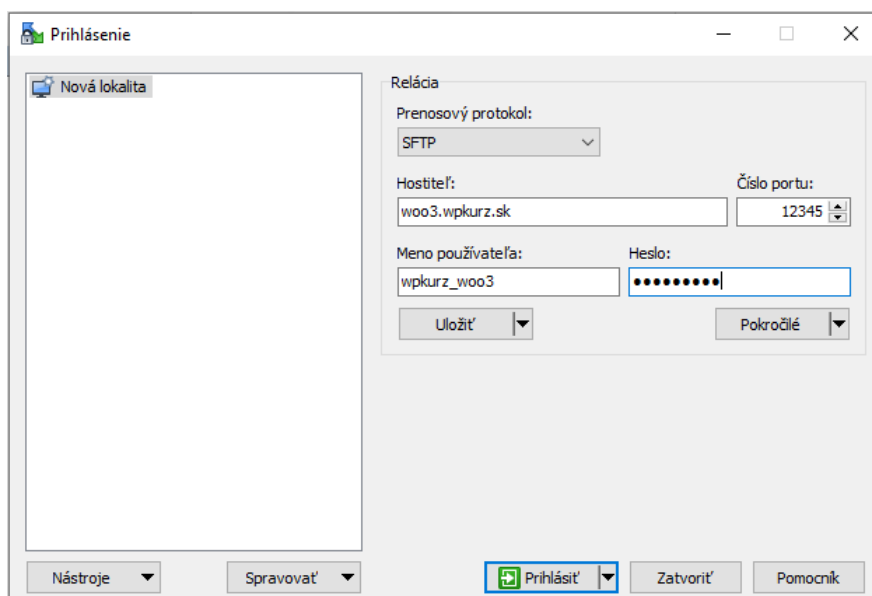 Prihlásenie
Nová lokalita
Relácia
Prenosový protokol:
SFTP
Hostiteľ:
Číslo portu:
woo3.wpkurz.sk
12345
Meno používateľa:
Heslo:
wpkurz_woo3
•••••••••
Uložiť
Pokročilé
Nástroje
Spravovať
Prihlásiť
Zatvoriť
Pomocník